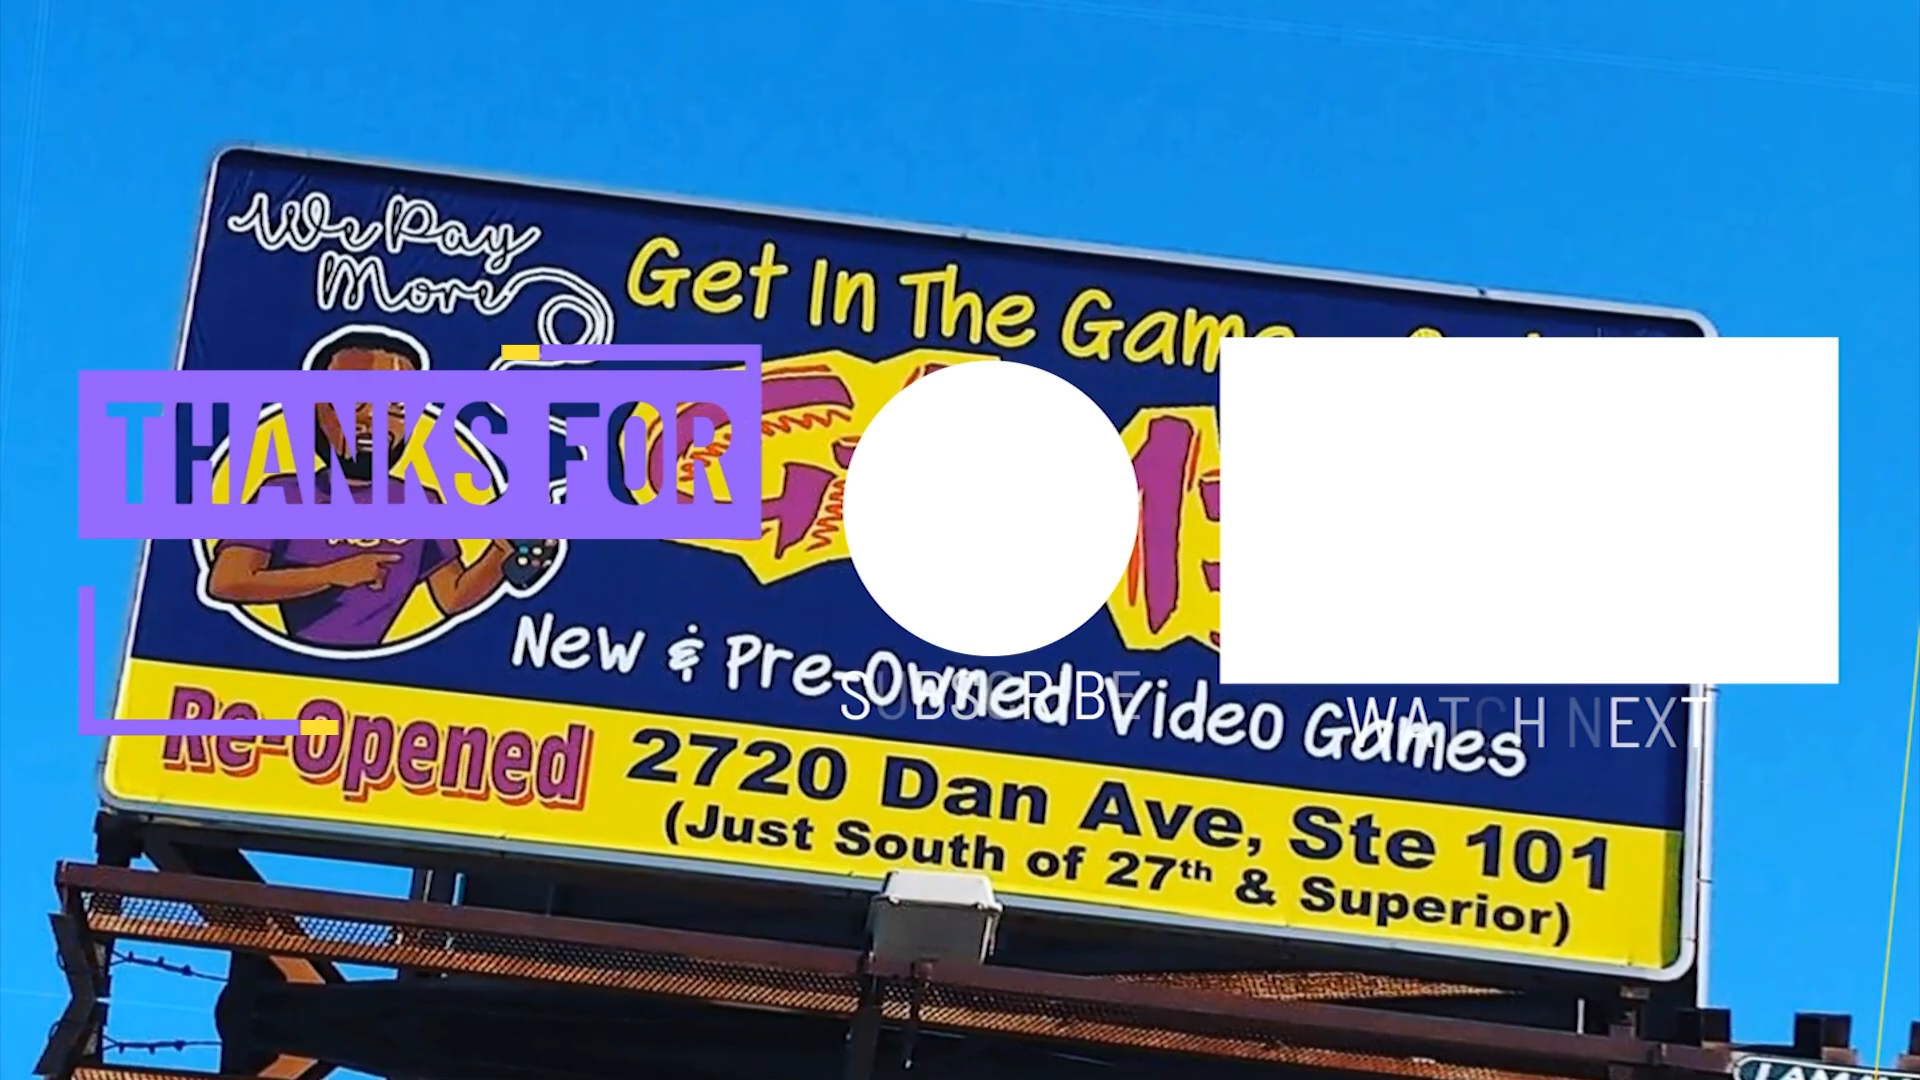 We Pay
More
Get In The Game
THANKS FOR
New & Pre-Owned Video Games
SUBSCRIBE
WATCH NEXT
Re-Opened
2720 Dan Ave, Ste 101
(Just South of 27th & Superior)